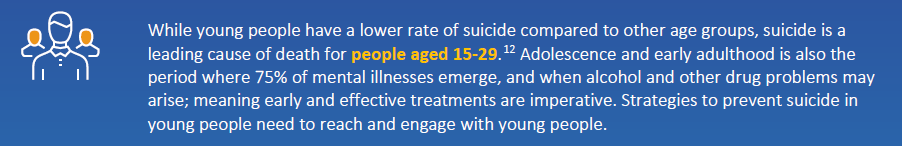 While young people have a lower rate of suicide compared to other age groups, suicide is a
leading cause of death for people aged 15-29.12 Adolescence and early adulthood is also the
period where 75% of mental illnesses emerge, and when alcohol and other drug problems may
arise; meaning early and effective treatments are imperative. Strategies to prevent suicide in
young people need to reach and engage with young people.